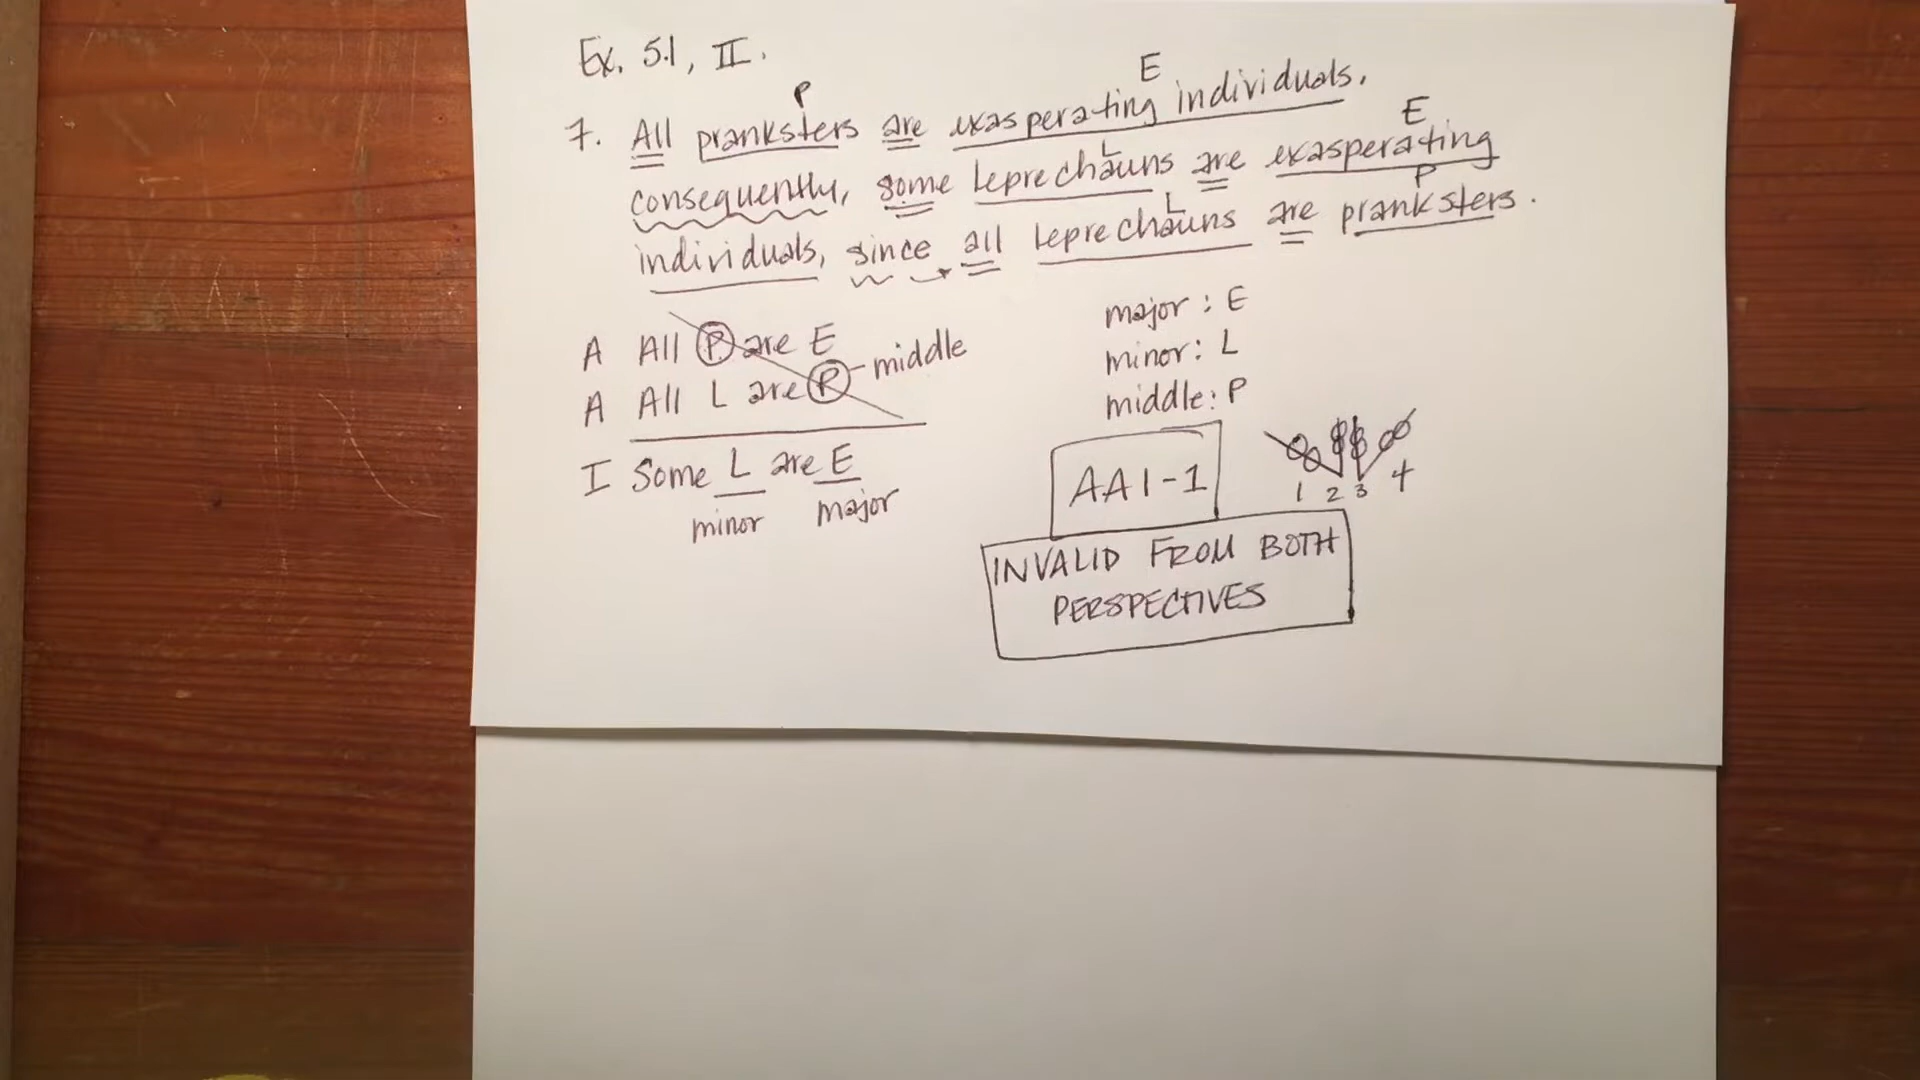 Ex. 5.1, II.
P
E
7. All pranksters are exasperating individuals.
L
E
consequently, some leprechauns are exasperating
L
P
individuals, since all leprechauns are pranksters.
A All P are E
A All L are P - middle
I Some L are E
minor major
major: E
minor: L
middle: P
AAI-1
1 2 3 4
INVALID FROM BOTH
PERSPECTIVES